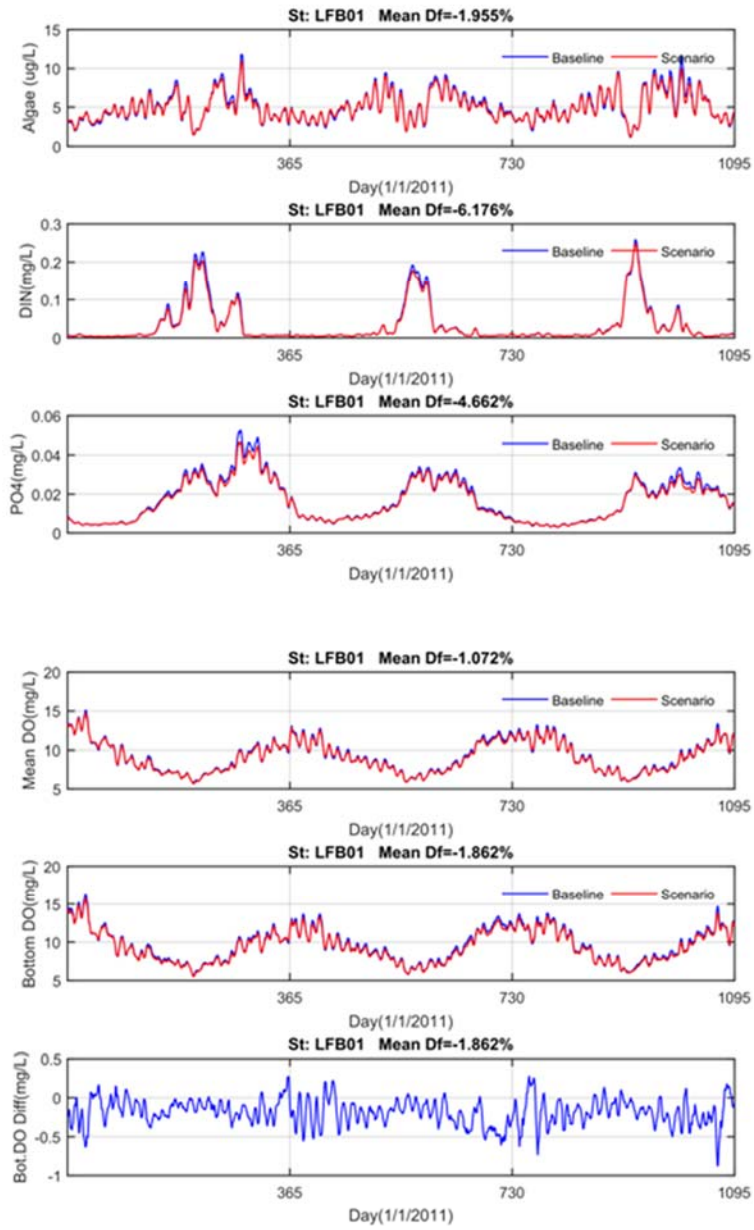 St: LFB01 Mean Df=-1.955%
15
10
5
0
Algae (ug/L)
Baseline Scenario
365 730 1095
Day(1/1/2011)
St: LFB01 Mean Df=-6.176%
0.3
0.2
0.1
0
DIN(mg/L)
Baseline Scenario
365 730 1095
Day(1/1/2011)
St: LFB01 Mean Df=-4.662%
0.06
0.04
0.02
0
PO4(mg/L)
Baseline Scenario
365 730 1095
Day(1/1/2011)
St: LFB01 Mean Df=-1.072%
20
15
10
5
Mean DO(mg/L)
Baseline Scenario
365 730 1095
Day(1/1/2011)
St: LFB01 Mean Df=-1.862%
20
15
10
5
Bottom DO(mg/L)
Baseline Scenario
365 730 1095
Day(1/1/2011)
St: LFB01 Mean Df=-1.862%
0.5
0
-0.5
-1
Bot.DO Diff(mg/L)
365 730 1095
Day(1/1/2011)